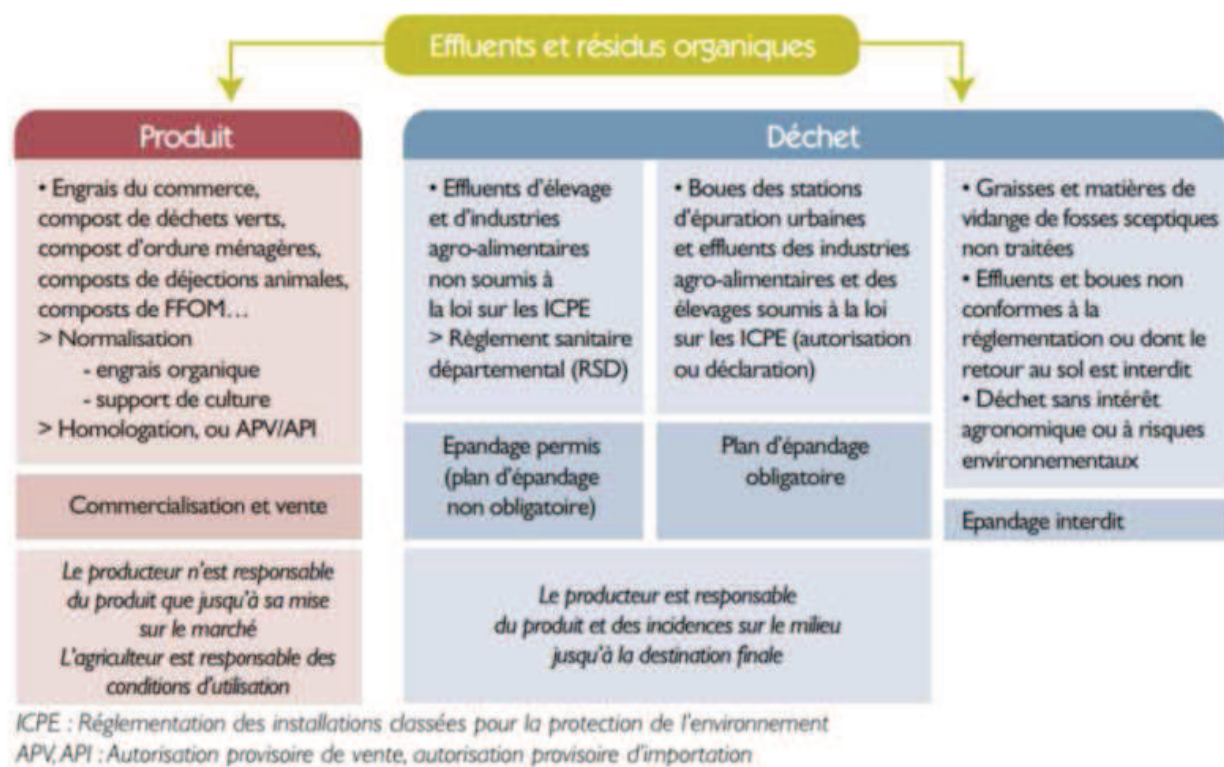 Effluents et résidus organiques
Produit
• Engrais du commerce,
compost de déchets verts,
compost d'ordure ménagères,
composts de déjections animales,
composts de FFOM…
> Normalisation
- engrais organique
- support de culture
> Homologation, ou APV/API
Commercialisation et vente
Le producteur n'est responsable
du produit que jusqu'à sa mise
sur le marché
L'agriculteur est responsable des
conditions d'utilisation
Déchet
• Effluents d'élevage
et d'industries
agro-alimentaires
non soumis à
la loi sur les ICPE
> Règlement sanitaire
départemental (RSD)
Epandage permis
(plan d'épandage
non obligatoire)
• Boues des stations
d'épuration urbaines
et effluents des industries
agro-alimentaires et des
élevages soumis à la loi
sur les ICPE (autorisation
ou déclaration)
Plan d'épandage
obligatoire
Le producteur est responsable
du produit et des incidences sur le milieu
jusqu'à la destination finale
• Graisses et matières de
vidange de fosses sceptiques
non traitées
• Effluents et boues non
conformes à la
réglementation ou dont le
retour au sol est interdit
• Déchet sans intérêt
agronomique ou à risques
environnementaux
Epandage interdit
ICPE : Réglementation des installations classées pour la protection de l'environnement
APV, API : Autorisation provisoire de vente, autorisation provisoire d'importation